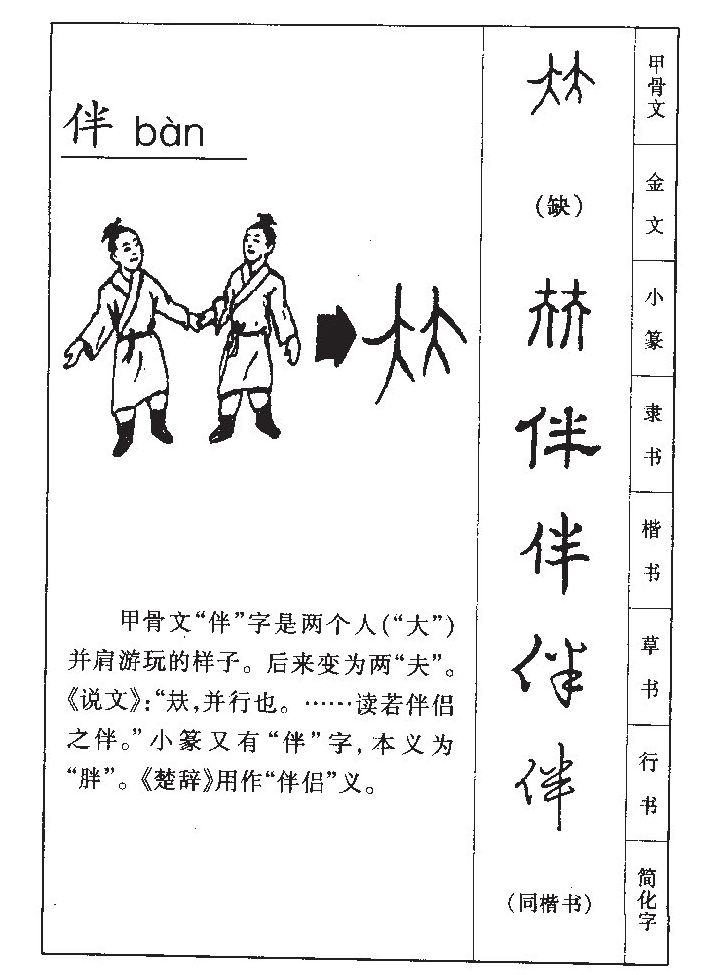 伴 bàn
甲骨文“伴”字是两个人(“大”)
并肩游玩的样子。后来变为两“夫”。
《说文》:“㚘,并行也。……读若伴侣
之伴。”小篆又有“伴”字,本义为
“胖”。《楚辞》用作“伴侣”义。
甲骨文
(缺) 金文
㚘 小篆
伴 隶书
伴 楷书
伴 草书
伴 行书
(同楷书) 简化字